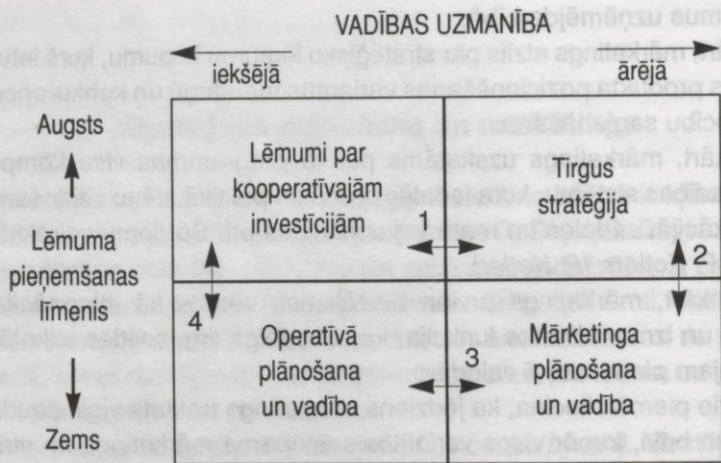 VADĪBAS UZMANĪBA
iekšējā ārējā
Augsts
Lēmuma
pieņemšanas
līmenis
Zems
Lēmumi par
kooperatīvajām
investīcijām
Tirgus
stratēģija
1
2
4
3
Operatīvā
plānošana
un vadība
Mārketinga
plānošana
un vadība